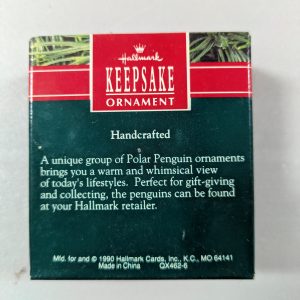 Hallmark
KEEPSAKE
ORNAMENT
Handcrafted
A unique group of Polar Penguin ornaments
brings you a warm and whimsical view
of today's lifestyles. Perfect for gift-giving
and collecting, the penguins can be found
at your Hallmark retailer.
Mfd. for and © 1990 Hallmark Cards, Inc., K.C., MO 64141
Made in China QX462-6